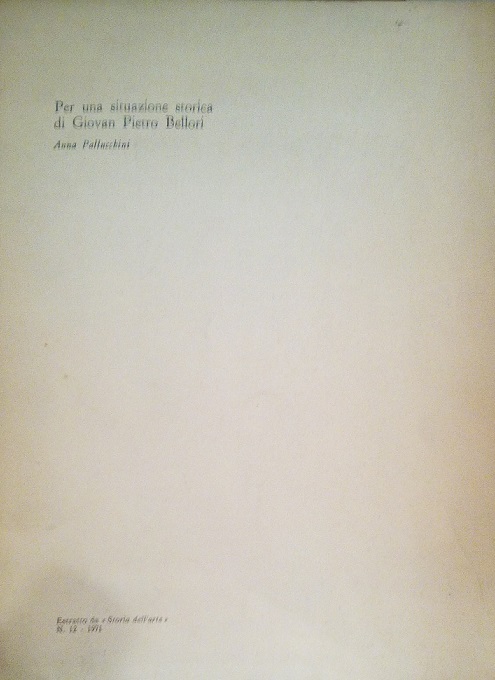 Per una situazione storica
di Giovan Pietro Bellori
Anna Pallucchini
Estratto da « Storia dell'arte »
N. 12 - 1971